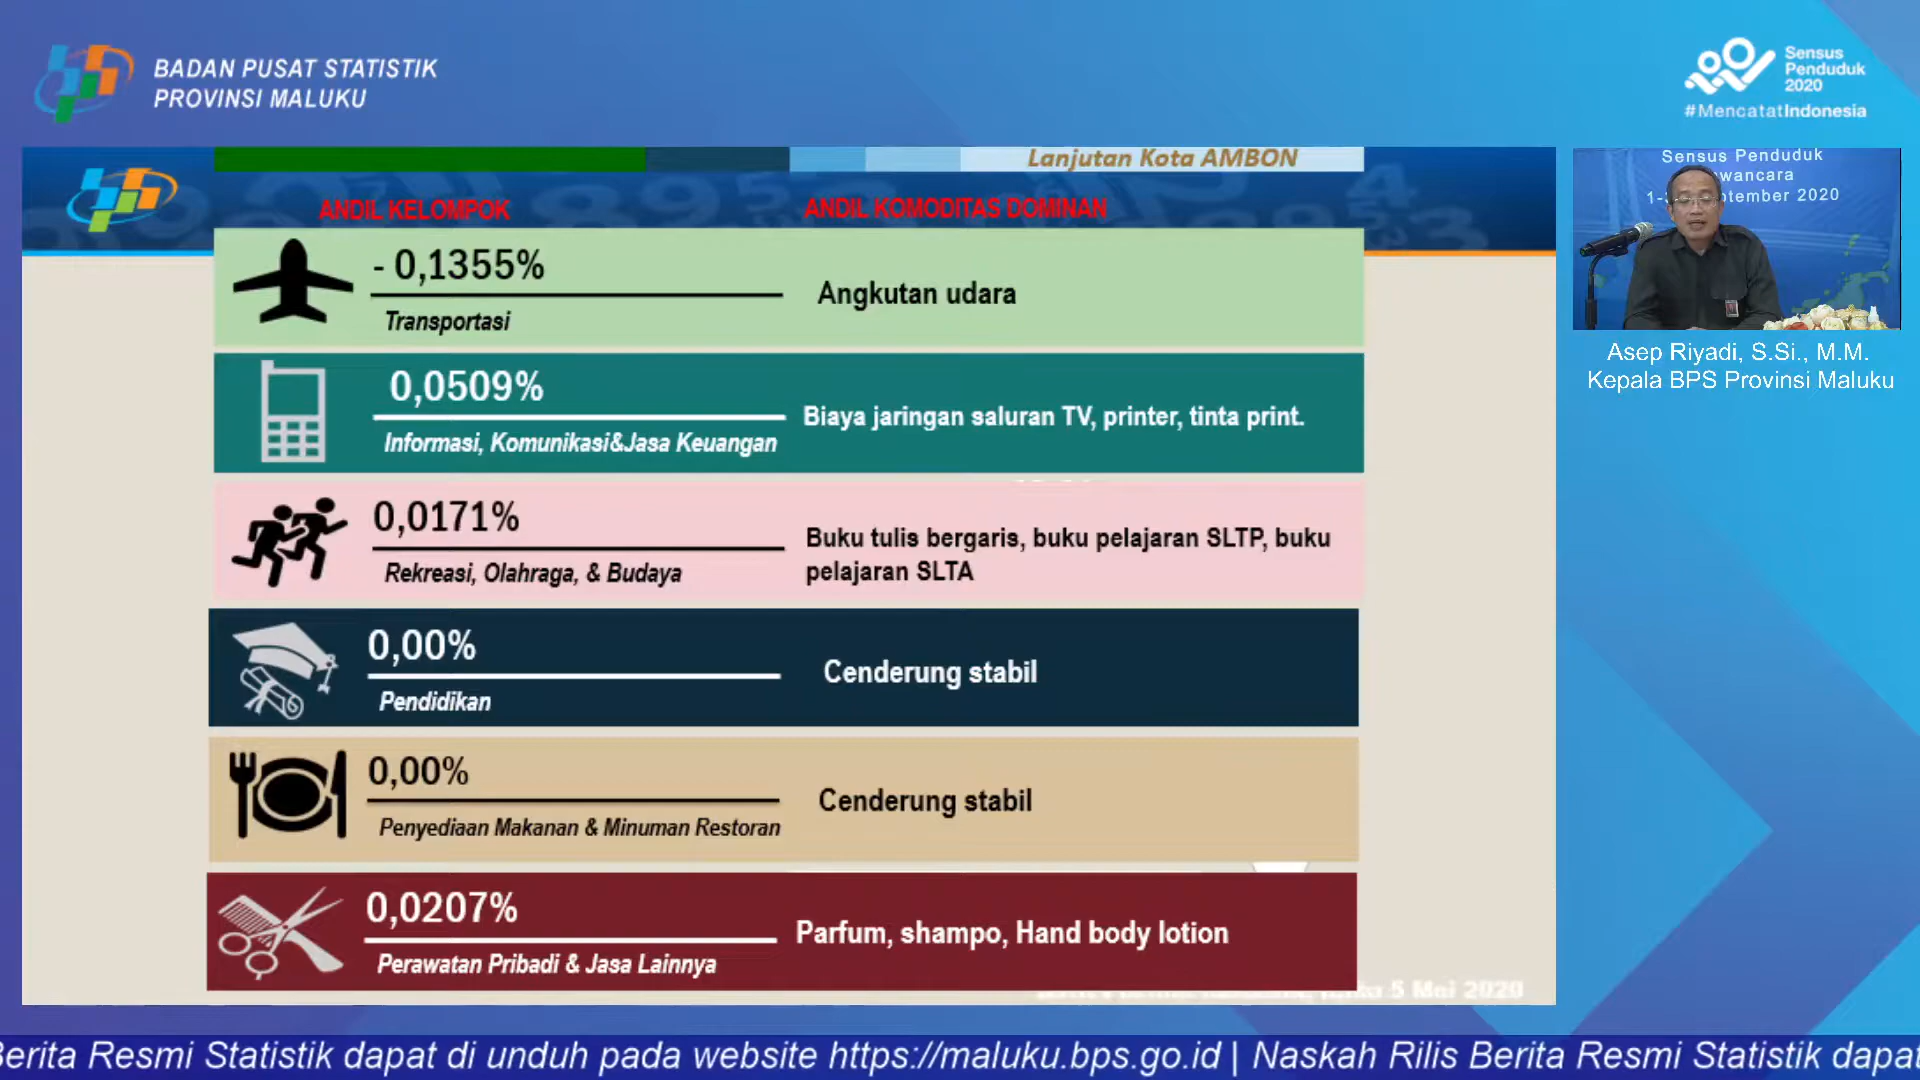 BADAN PUSAT STATISTIK
PROVINSI MALUKU
Sensus
Penduduk
2020
#MencatatIndonesia
Lanjutan Kota AMBON
ANDIL KELOMPOK
ANDIL KOMODITAS DOMINAN
- 0,1355%
Transportasi
Angkutan udara
0,0509%
Informasi, Komunikasi&Jasa Keuangan
Biaya jaringan saluran TV, printer, tinta print.
0,0171%
Rekreasi, Olahraga, & Budaya
Buku tulis bergaris, buku pelajaran SLTP, buku
pelajaran SLTA
0,00%
Pendidikan
Cenderung stabil
0,00%
Penyediaan Makanan & Minuman Restoran
Cenderung stabil
0,0207%
Perawatan Pribadi & Jasa Lainnya
Parfum, shampo, Hand body lotion
5 Mei 2020
Sensus Penduduk
2020
Asep Riyadi, S.Si., M.M.
Kepala BPS Provinsi Maluku
Berita Resmi Statistik dapat di unduh pada website https://maluku.bps.go.id | Naskah Rilis Berita Resmi Statistik dapat